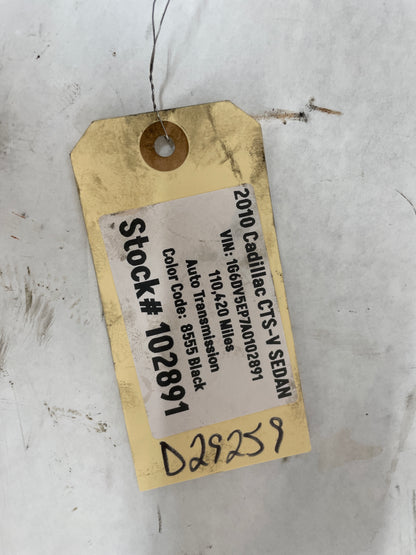 2010 Cadillac CTS-V SEDAN
VIN: 1G6DV5EP7A0102891
110,420 Miles
Auto Transmission
Color Code: 8555 Black
Stock# 102891
D29259